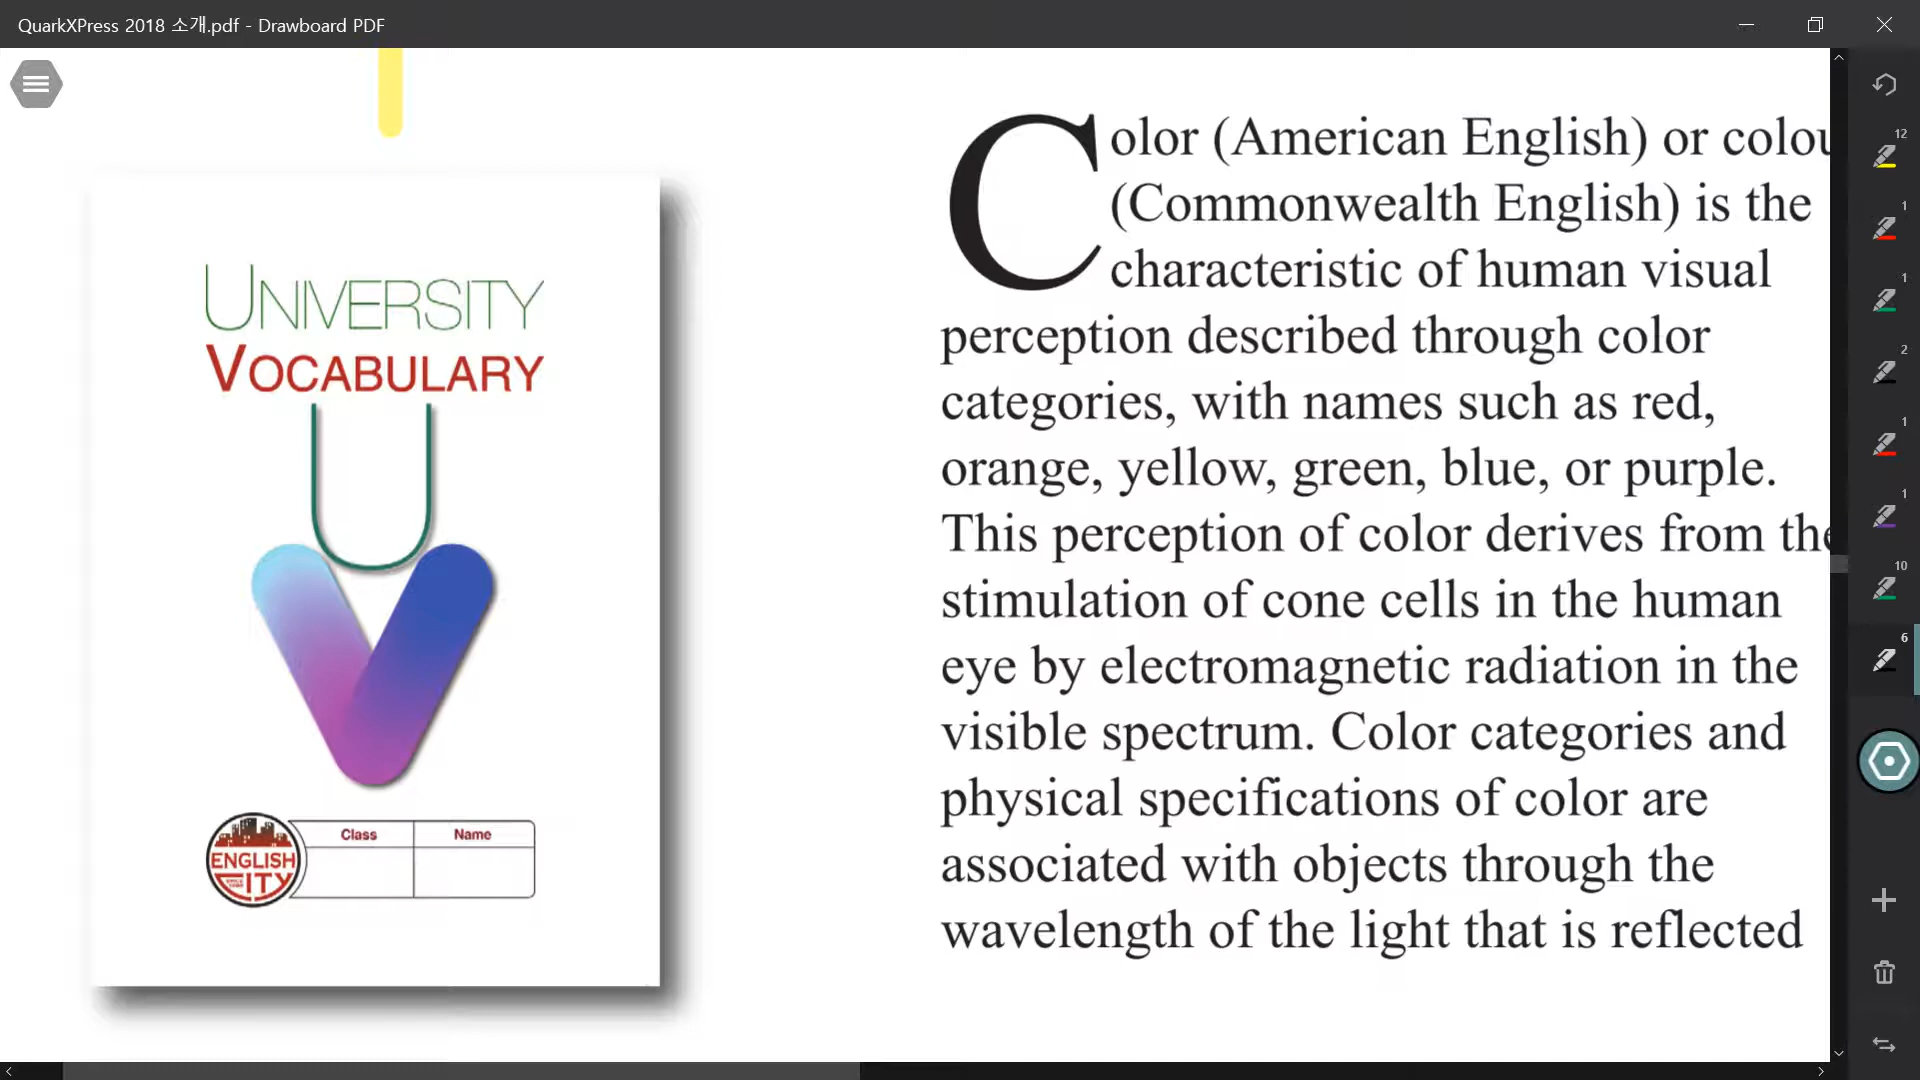 QuarkXPress 2018 소개.pdf - Drawboard PDF
UNIVERSITY
VOCABULARY
Class Name
ENGLISH
CITY
Color (American English) or colou
(Commonwealth English) is the
characteristic of human visual
perception described through color
categories, with names such as red,
orange, yellow, green, blue, or purple.
This perception of color derives from the
stimulation of cone cells in the human
eye by electromagnetic radiation in the
visible spectrum. Color categories and
physical specifications of color are
associated with objects through the
wavelength of the light that is reflected
12
1
1
2
1
1
10
6